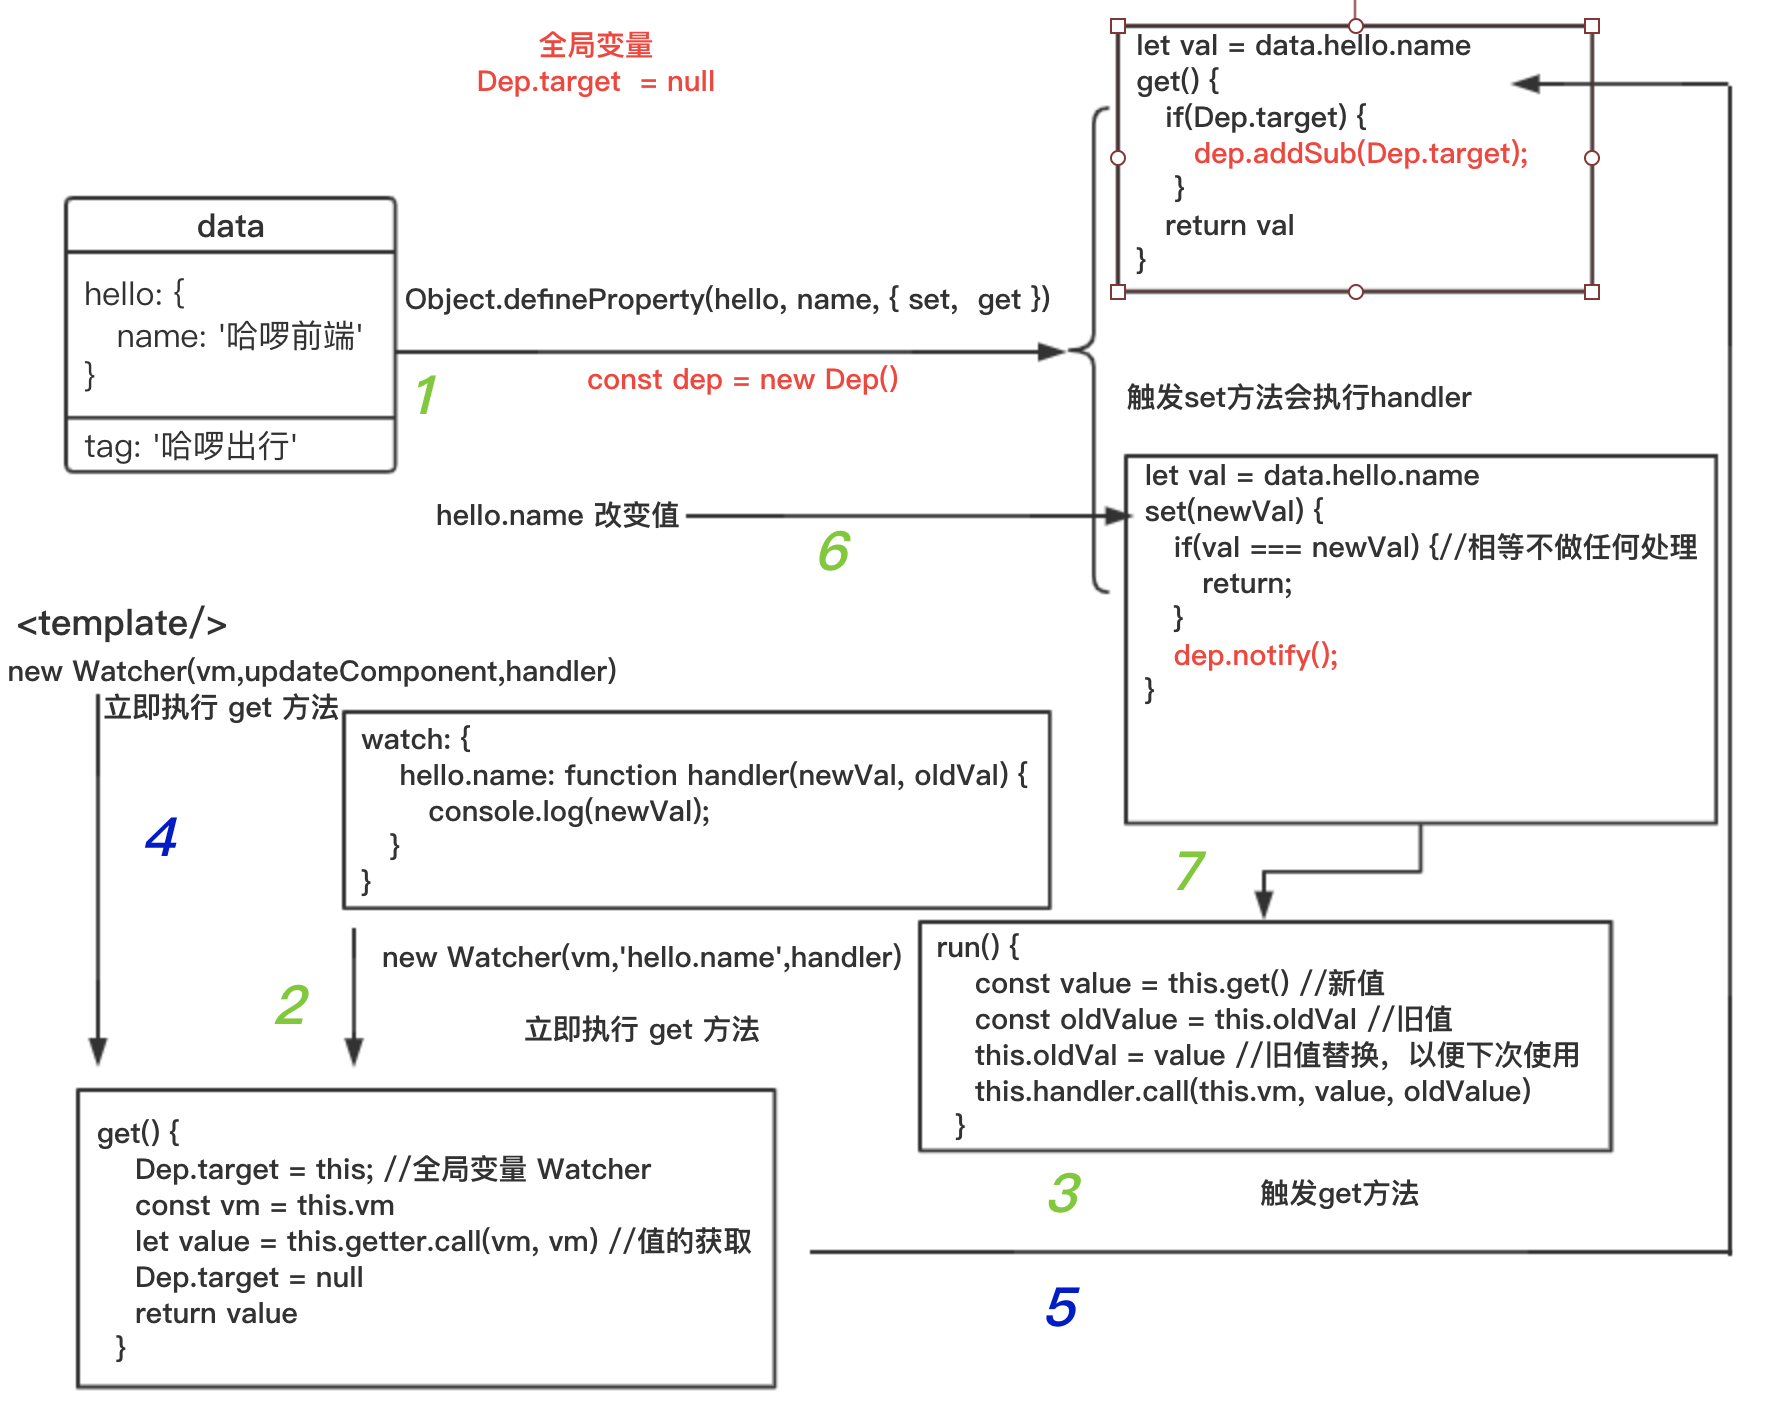 全局变量
Dep.target  = null
let val = data.hello.name
get() {
if(Dep.target) {
dep.addSub(Dep.target);
}
return val
}
data
hello: {
name: '哈啰前端'
}
tag: '哈啰出行'
Object.defineProperty(hello, name, { set,  get })
const dep = new Dep()
1
触发set方法会执行handler
let val = data.hello.name
set(newVal) {
if(val === newVal) {//相等不做任何处理
return;
}
dep.notify();
}
hello.name 改变值
6
<template/>
new Watcher(vm,updateComponent,handler)
立即执行 get 方法
4
watch: {
hello.name: function handler(newVal, oldVal) {
console.log(newVal);
}
}
2
new Watcher(vm,'hello.name',handler)
立即执行 get 方法
7
run() {
const value = this.get() //新值
const oldValue = this.oldVal //旧值
this.oldVal = value //旧值替换，以便下次使用
this.handler.call(this.vm, value, oldValue)
}
get() {
Dep.target = this; //全局变量 Watcher
const vm = this.vm
let value = this.getter.call(vm, vm) //值的获取
Dep.target = null
return value
}
3
触发get方法
5